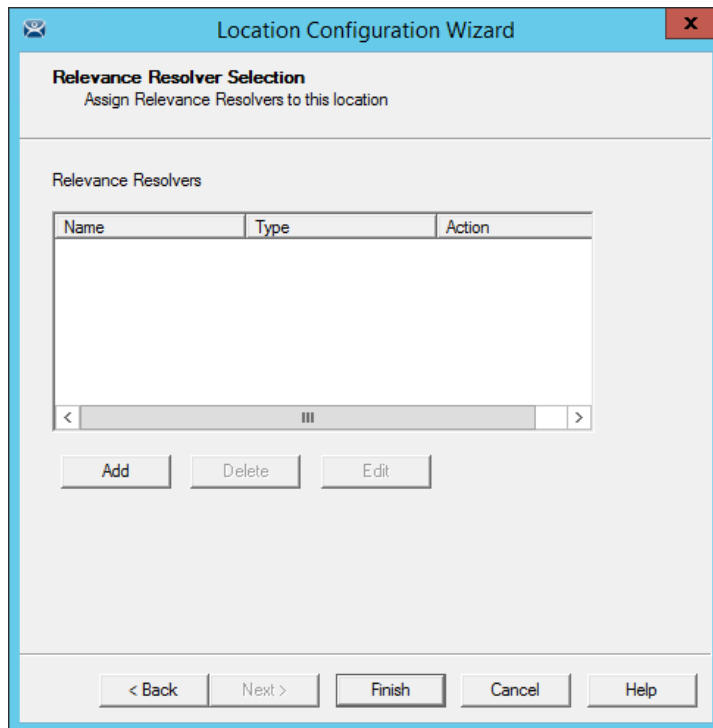 Location Configuration Wizard
x
Relevance Resolver Selection
Assign Relevance Resolvers to this location
Relevance Resolvers
Name Type Action
< III >
Add Delete Edit
< Back Next > Finish Cancel Help